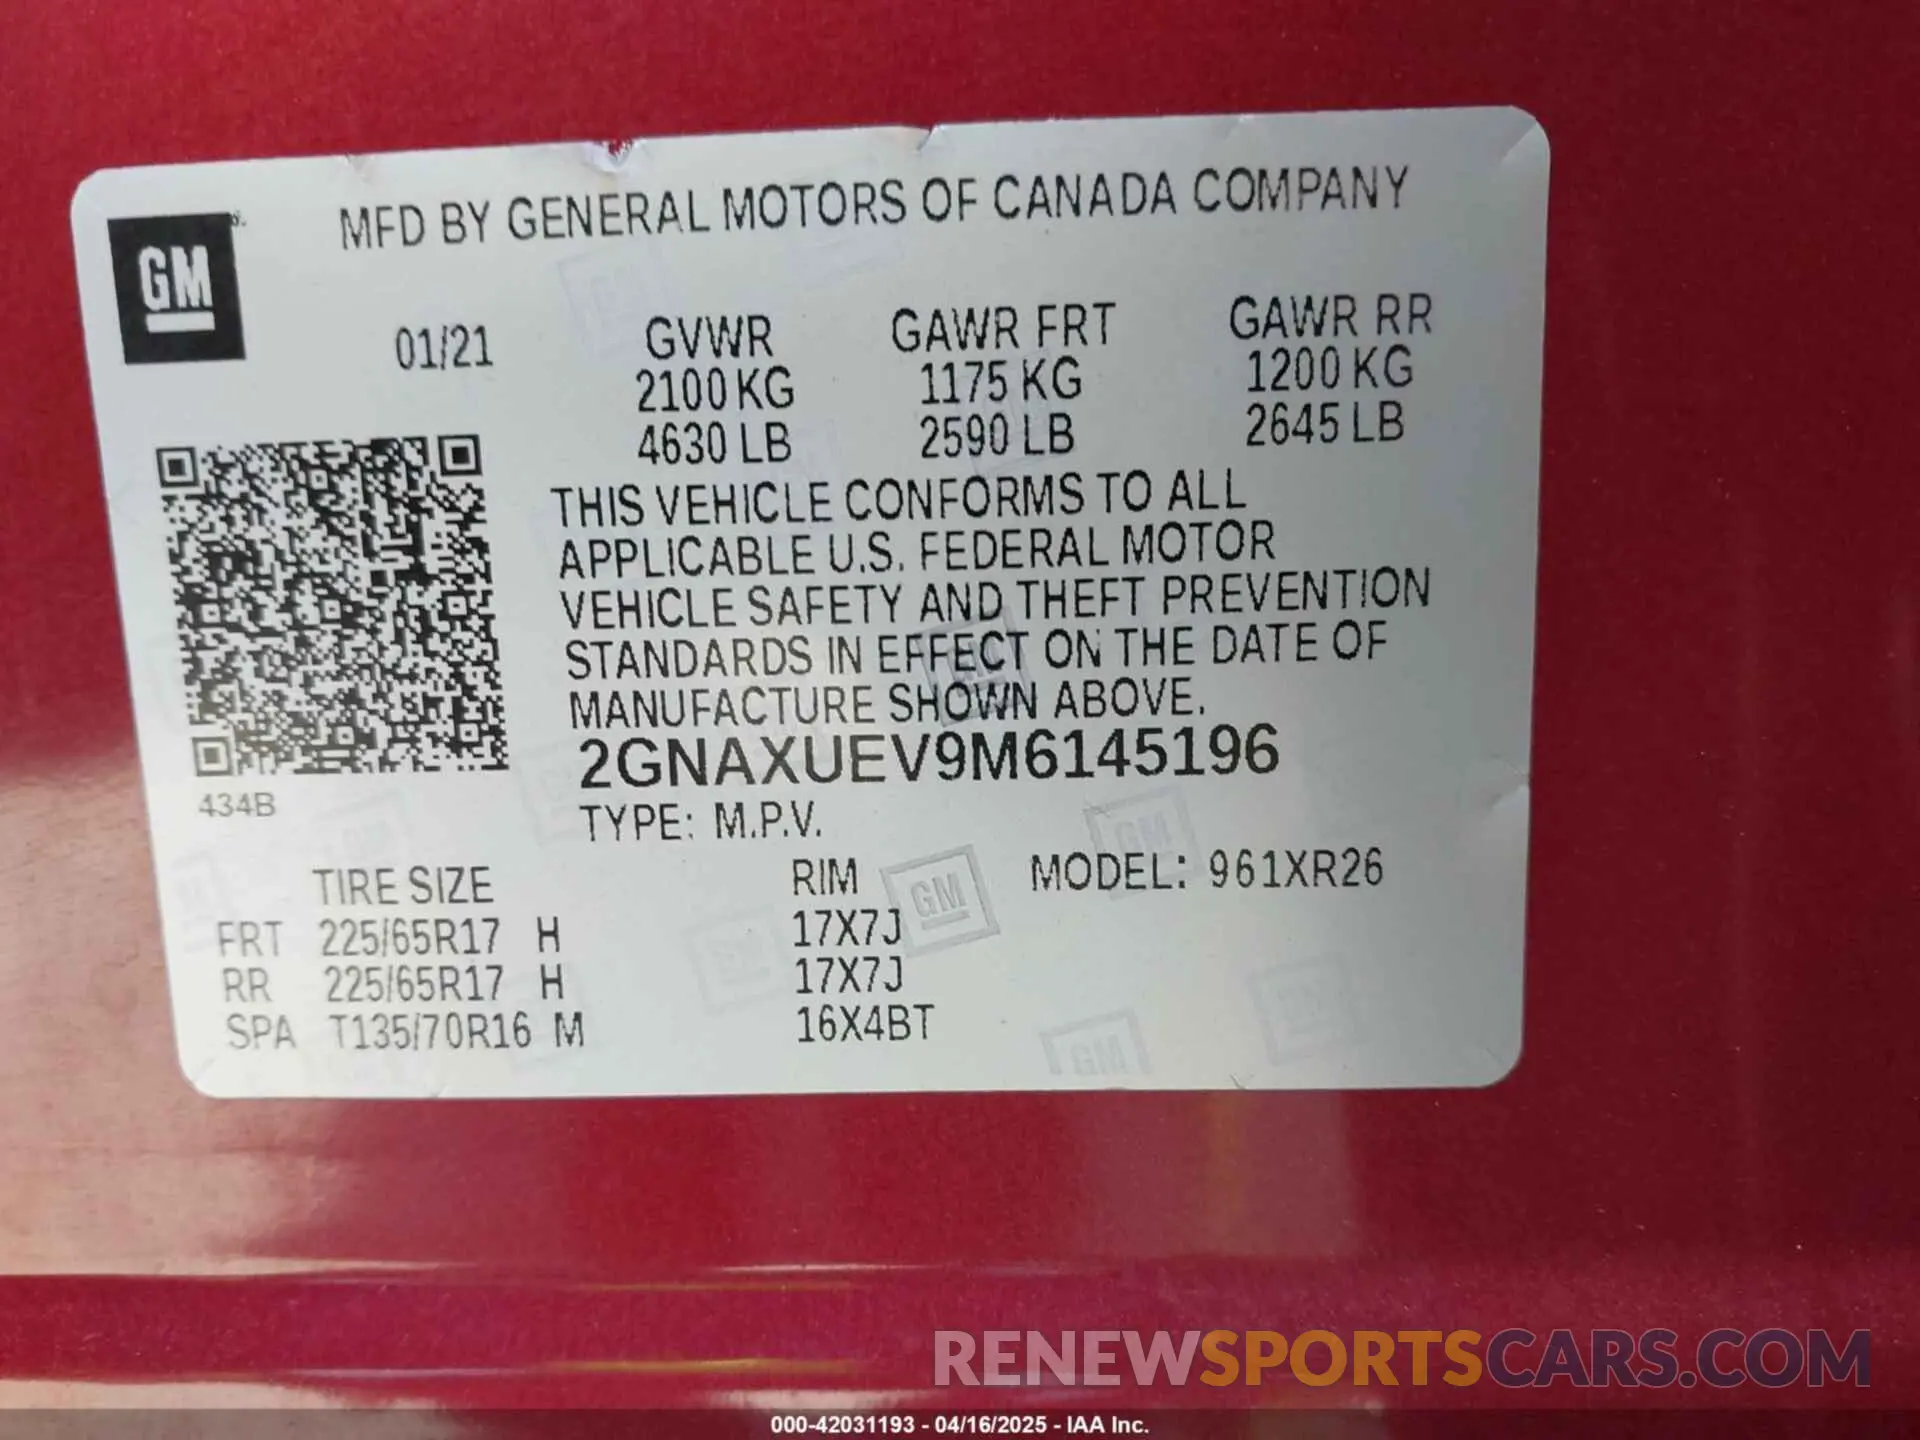 MFD BY GENERAL MOTORS OF CANADA COMPANY
GM
01/21
GVWR GAWR FRT GAWR RR
2100 KG 1175 KG 1200 KG
4630 LB 2590 LB 2645 LB
THIS VEHICLE CONFORMS TO ALL
APPLICABLE U.S. FEDERAL MOTOR
VEHICLE SAFETY AND THEFT PREVENTION
STANDARDS IN EFFECT ON THE DATE OF
MANUFACTURE SHOWN ABOVE.
2GNAXUEV9M6145196
434B
TYPE: M.P.V.
TIRE SIZE RIM MODEL: 961XR26
FRT 225/65R17 H 17X7J
RR 225/65R17 H 17X7J
SPA T135/70R16 M 16X4BT
GM
GM
GM
RENEWSPORTSCARS.COM
000-42031193 - 04/16/2025 - IAA Inc.